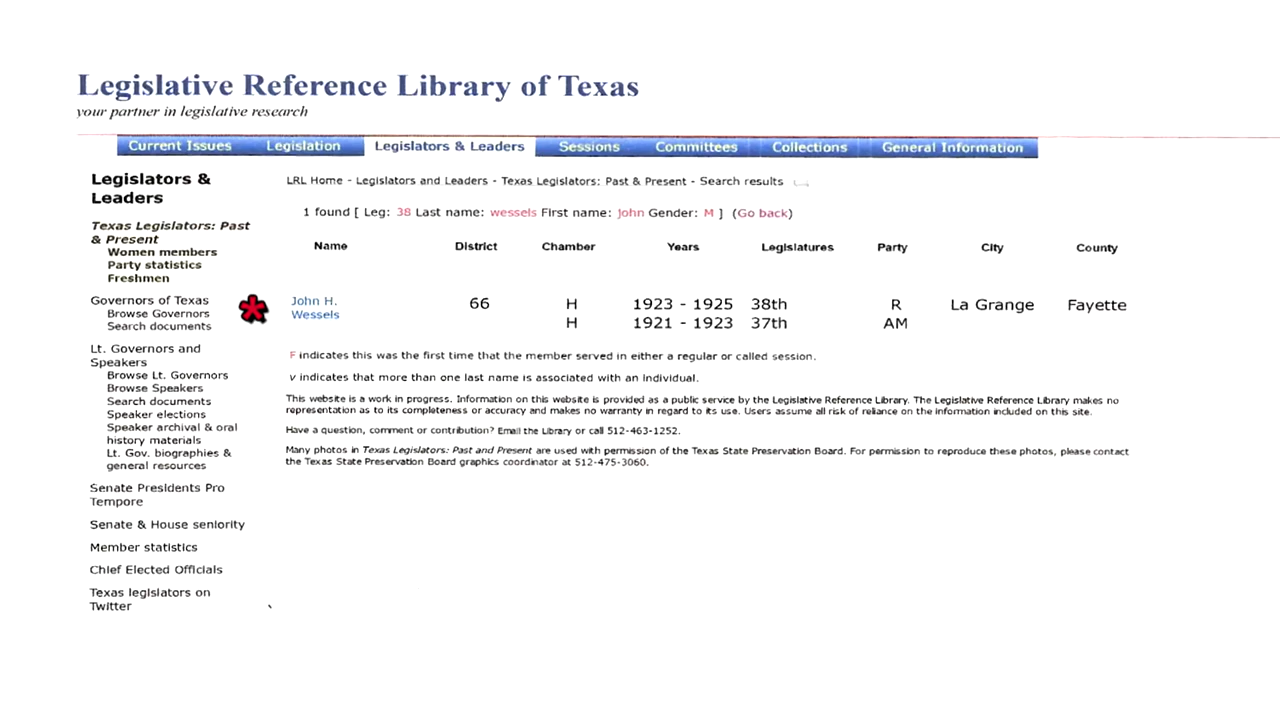 Legislative Reference Library of Texas
your partner in legislative research
Current Issues Legislation Legislators & Leaders Sessions Committees Collections General Information
Legislators &
Leaders
Texas Legislators: Past
& Present
Women members
Party statistics
Freshmen
Governors of Texas
Browse Governors
Search documents
Lt. Governors and
Speakers
Browse Lt. Governors
Browse Speakers
Search documents
Speaker elections
Speaker archival & oral
history materials
Lt. Gov. biographies &
general resources
Senate Presidents Pro
Tempore
Senate & House seniority
Member statistics
Chief Elected Officials
Texas legislators on
Twitter
LRL Home - Legislators and Leaders - Texas Legislators: Past & Present - Search results
1 found [ Leg: 38 Last name: wessels First name: john Gender: M ] (Go back)
Name District Chamber Years Legislatures Party City County
John H.
Wessels
66 H 1923 - 1925 38th R La Grange Fayette
H 1921 - 1923 37th AM
F indicates this was the first time that the member served in either a regular or called session.
v indicates that more than one last name is associated with an individual.
This website is a work in progress. Information on this website is provided as a public service by the Legislative Reference Library. The Legislative Reference Library makes no
representation as to its completeness or accuracy and makes no warranty in regard to its use. Users assume all risk of reliance on the information included on this site.
Have a question, comment or contribution? Email the Library or call 512-463-1252.
Many photos in Texas Legislators: Past and Present are used with permission of the Texas State Preservation Board. For permission to reproduce these photos, please contact
the Texas State Preservation Board graphics coordinator at 512-475-3060.